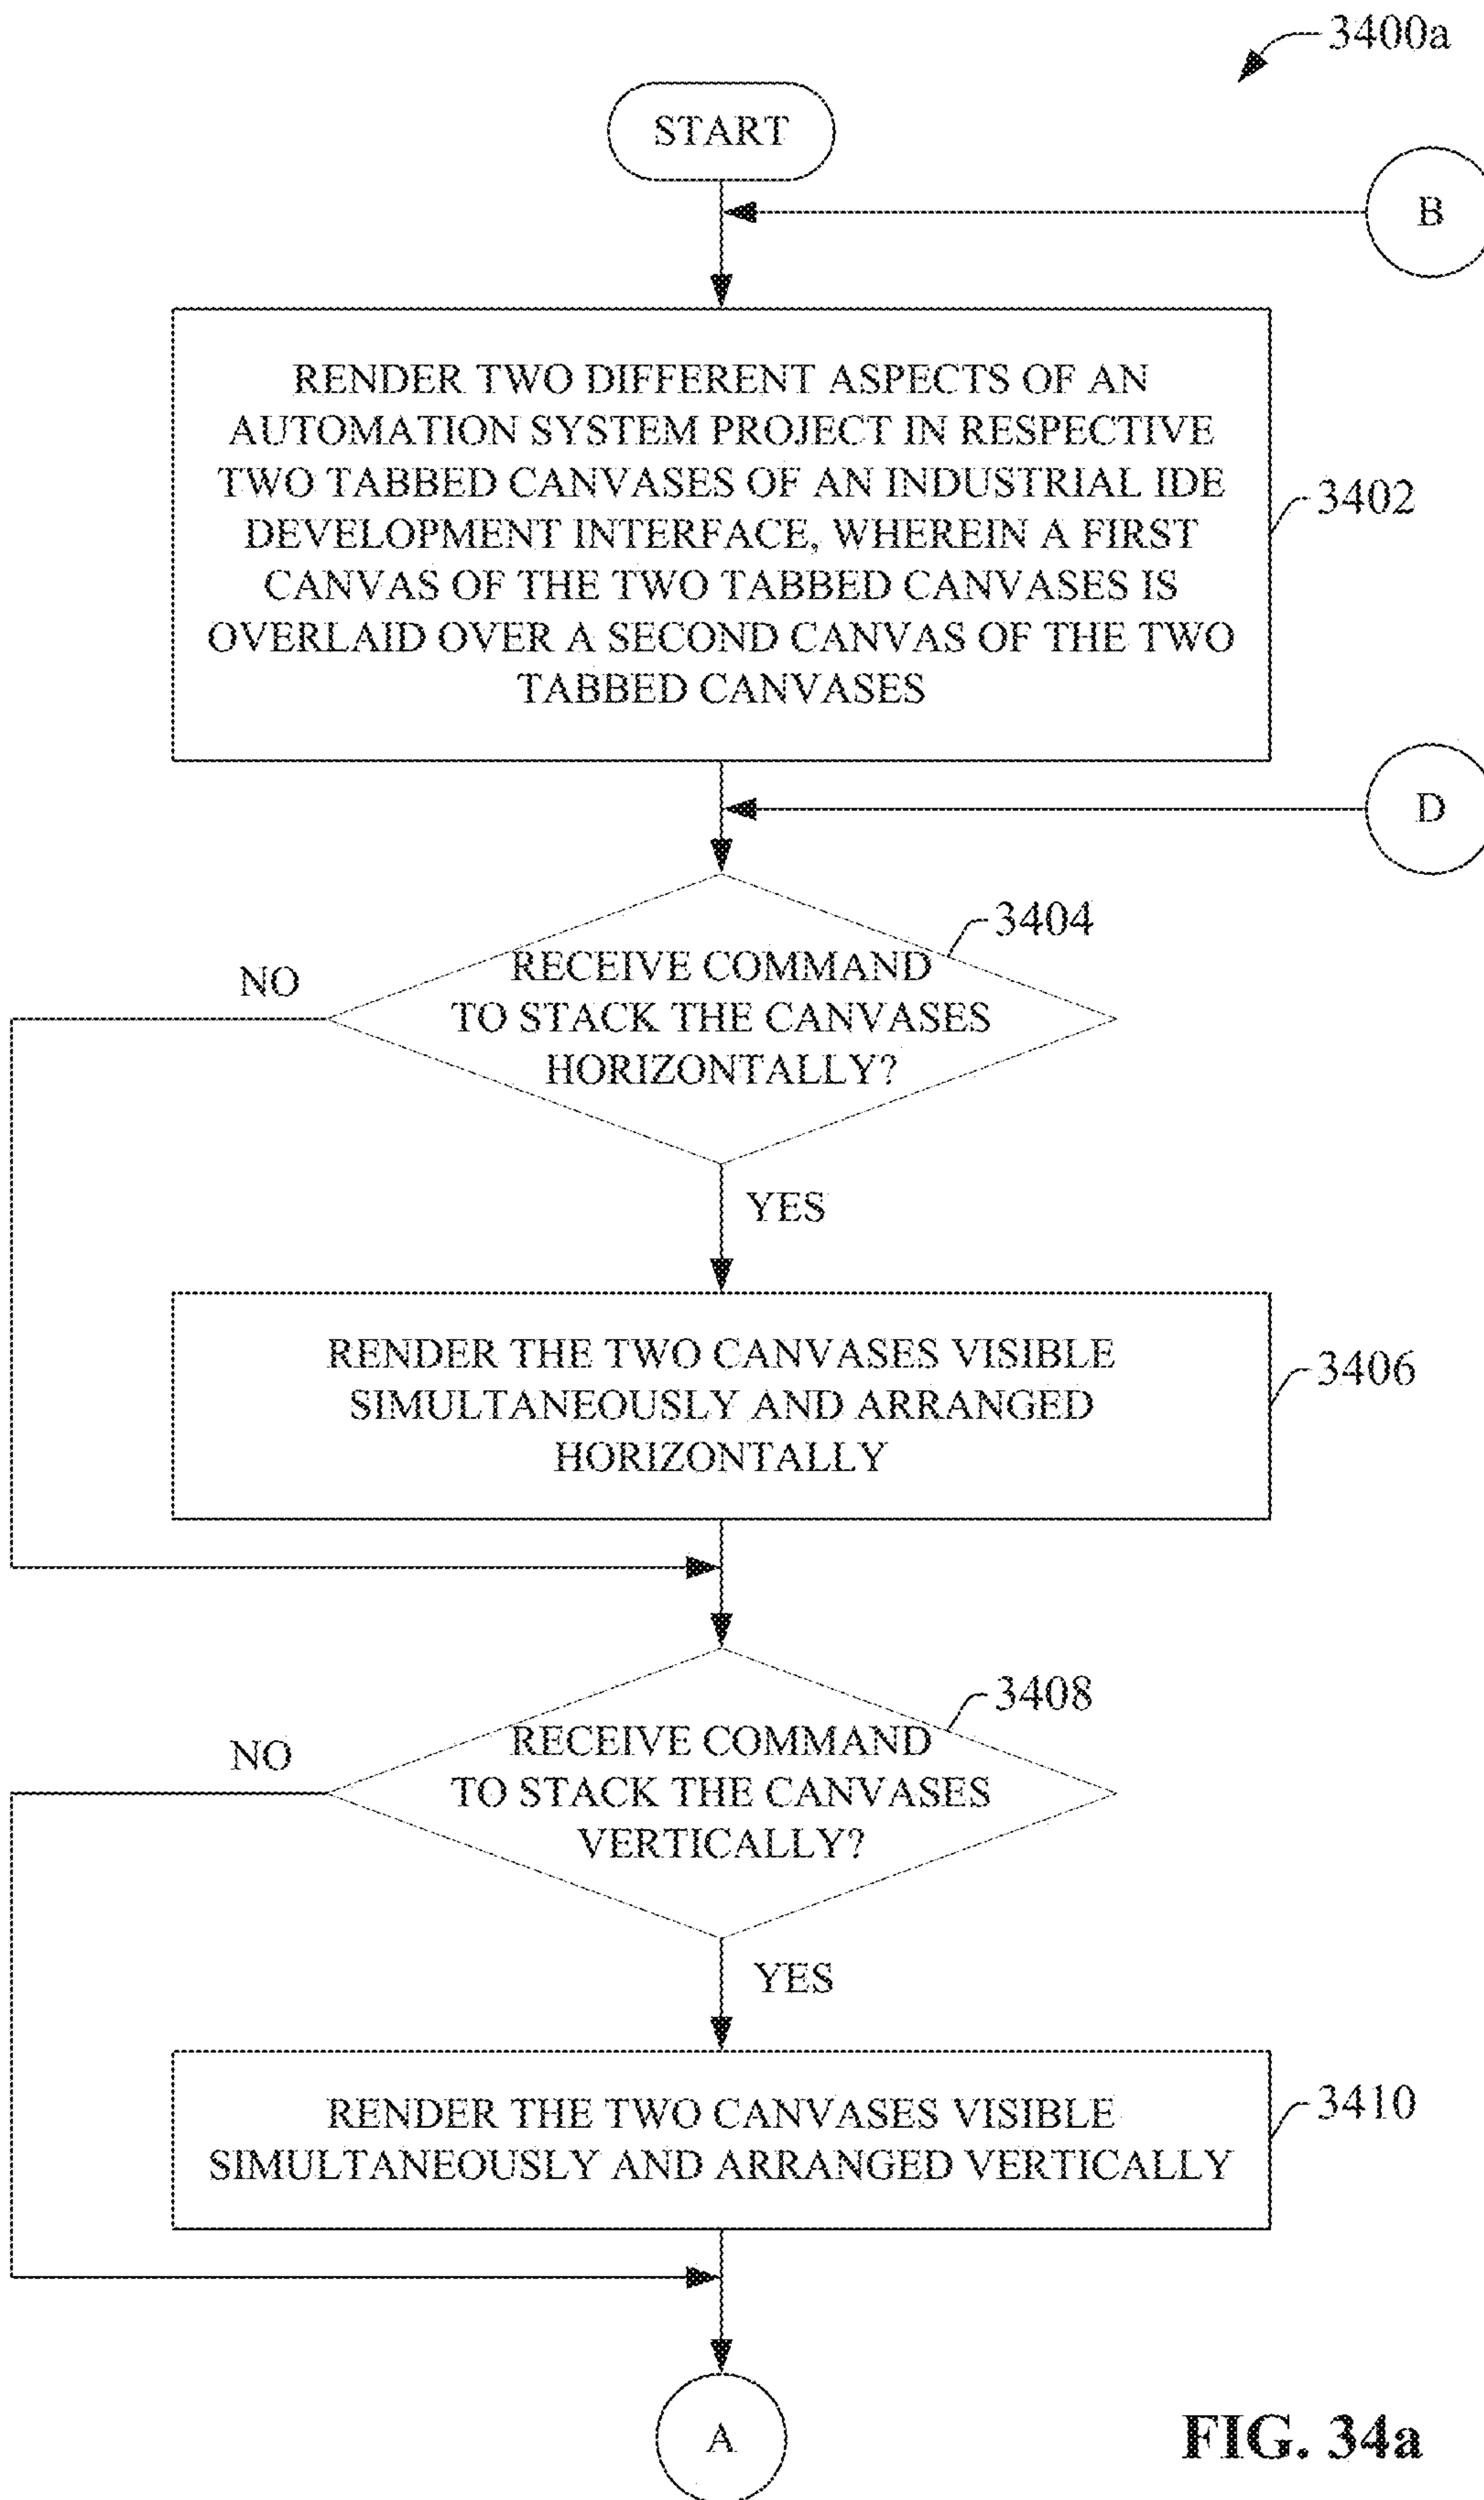 3400a
START
B
RENDER TWO DIFFERENT ASPECTS OF AN
AUTOMATION SYSTEM PROJECT IN RESPECTIVE
TWO TABBED CANVASES OF AN INDUSTRIAL IDE
DEVELOPMENT INTERFACE, WHEREIN A FIRST
CANVAS OF THE TWO TABBED CANVASES IS
OVERLAID OVER A SECOND CANVAS OF THE TWO
TABBED CANVASES
3402
D
3404
NO
RECEIVE COMMAND
TO STACK THE CANVASES
HORIZONTALLY?
YES
RENDER THE TWO CANVASES VISIBLE
SIMULTANEOUSLY AND ARRANGED
HORIZONTALLY
3406
3408
NO
RECEIVE COMMAND
TO STACK THE CANVASES
VERTICALLY?
YES
RENDER THE TWO CANVASES VISIBLE
SIMULTANEOUSLY AND ARRANGED VERTICALLY
3410
A
FIG. 34a